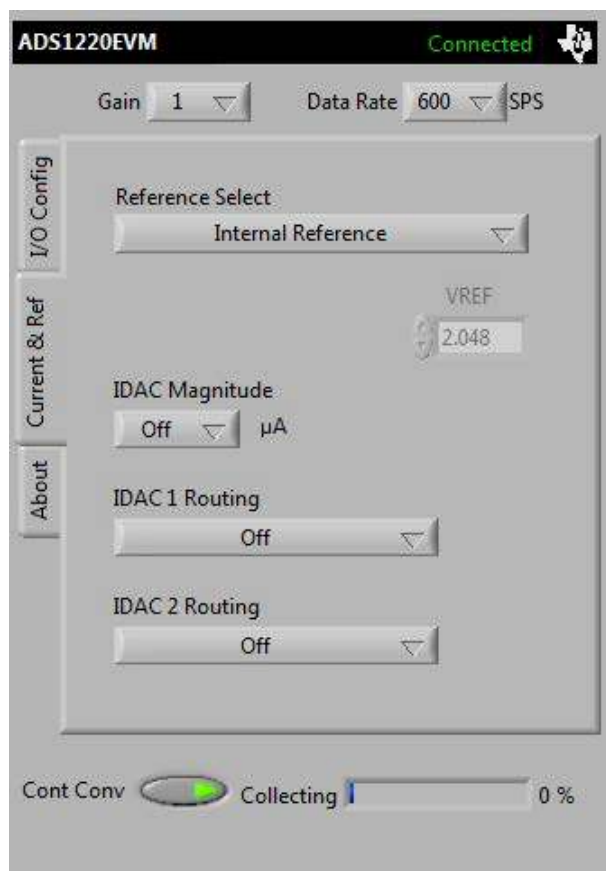 ADS1220EVM Connected
Gain 1 Data Rate 600 SPS
I/O Config
Current & Ref
About
Reference Select
Internal Reference
VREF
2.048
IDAC Magnitude
Off µA
IDAC 1 Routing
Off
IDAC 2 Routing
Off
Cont Conv Collecting 0 %